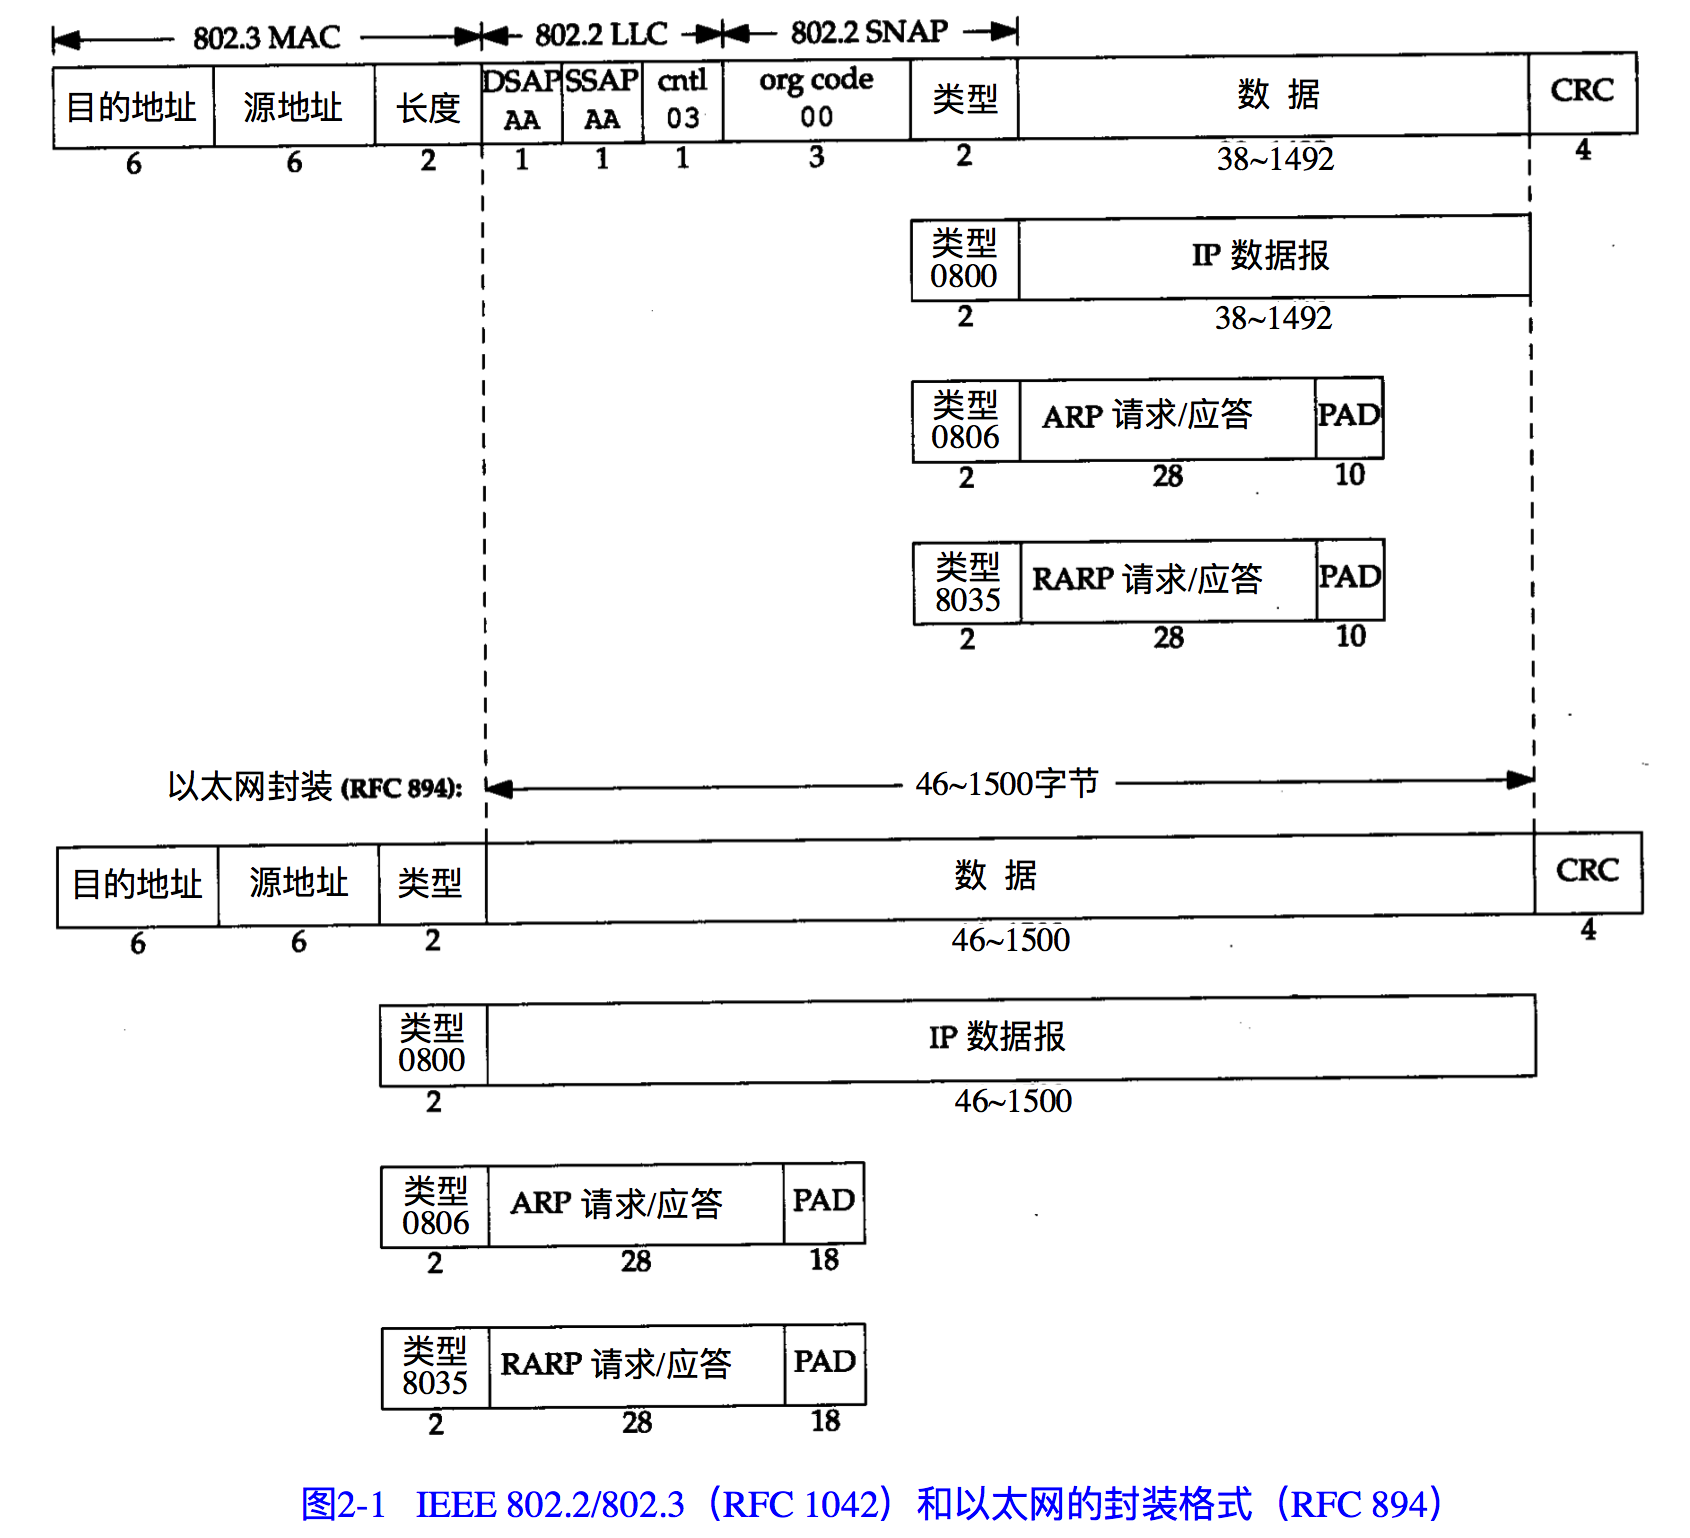 802.3 MAC 802.2 LLC 802.2 SNAP
目的地址 源地址 长度 DSAP AA SSAP AA cntl 03 org code 00 类型 数 据 CRC
6 6 2 1 1 1 3 2 38~1492 4
类型 0800 IP 数据报
2 38~1492
类型 0806 ARP 请求/应答 PAD
2 28 10
类型 8035 RARP 请求/应答 PAD
2 28 10
以太网封装 (RFC 894): 46~1500字节
目的地址 源地址 类型 数 据 CRC
6 6 2 46~1500 4
类型 0800 IP 数据报
2 46~1500
类型 0806 ARP 请求/应答 PAD
2 28 18
类型 8035 RARP 请求/应答 PAD
2 28 18
图2-1 IEEE 802.2/802.3（RFC 1042）和以太网的封装格式（RFC 894）